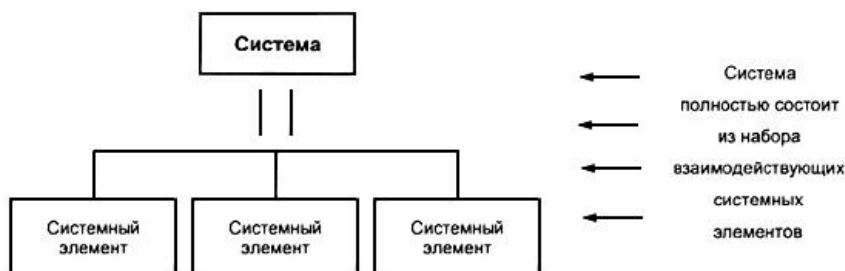 Система
Система
полностью состоит
из набора
взаимодействующих
системных
элементов
Системный
элемент
Системный
элемент
Системный
элемент